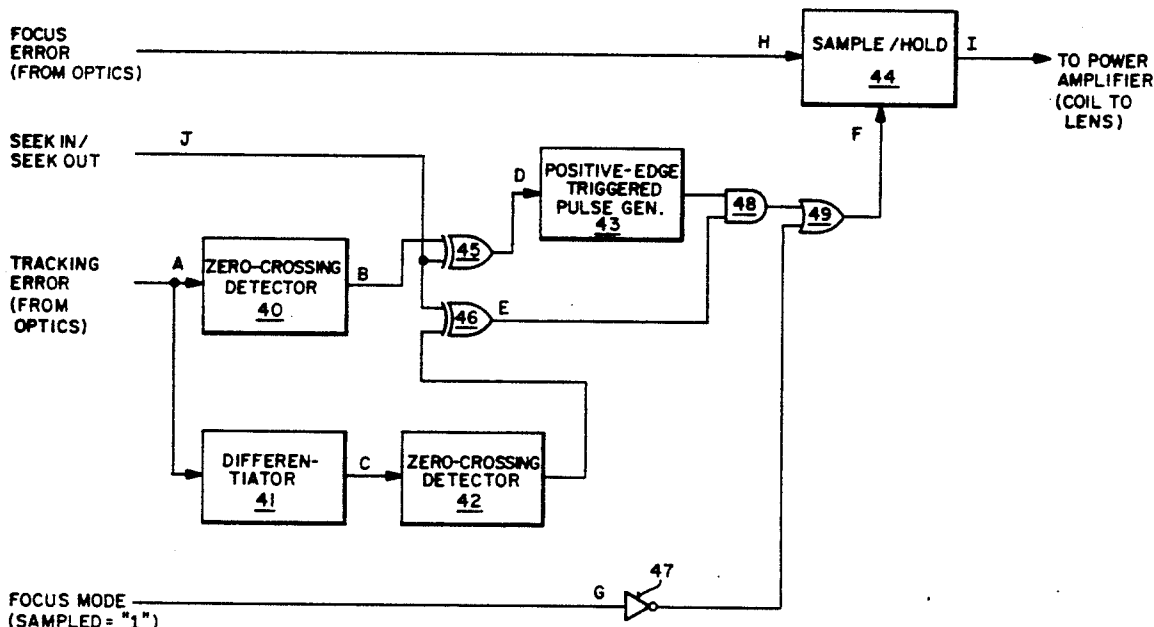 FOCUS
ERROR
(FROM OPTICS)
H
SAMPLE/HOLD
44
I
TO POWER
AMPLIFIER
(COIL TO
LENS)
F
SEEK IN/
SEEK OUT
J
D
POSITIVE-EDGE
TRIGGERED
PULSE GEN.
43
48
49
TRACKING
ERROR
(FROM
OPTICS)
A
ZERO-CROSSING
DETECTOR
40
B
45
46
E
DIFFEREN-
TIATOR
41
C
ZERO-CROSSING
DETECTOR
42
FOCUS MODE
(SAMPLED = "1")
G
47